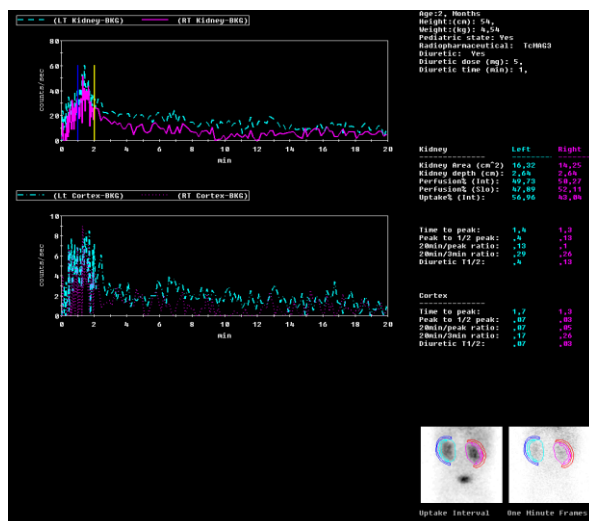 (LT Kidney-BKG) (RT Kidney-BKG)
counts/sec
80
60
40
20
0
0 2 4 6 8 10 12 14 16 18 20
min
(Lt Cortex-BKG) (RT Cortex-BKG)
counts/sec
10
8
6
4
2
0
0 2 4 6 8 10 12 14 16 18 20
min
Age:2, Months
Height:(cm): 54,
Weight:(kg): 4,54
Pediatric state: Yes
Radiopharmaceutical: TcMAG3
Diuretic: Yes
Diuretic dose (mg): 5,
Diuretic time (min): 1,
Kidney Left Right
Kidney Area (cm^2) 16,32 14,25
Kidney depth (cm): 2,64 2,64
Perfusion% (Int): 49,73 50,27
Perfusion% (Slo): 47,89 52,11
Uptake% (Int): 56,96 43,04
Time to peak: 1,4 1,3
Peak to 1/2 peak: ,4 ,13
20min/peak ratio: ,13 ,1
20min/3min ratio: ,29 ,26
Diuretic T1/2: ,4 ,13
Cortex
Time to peak: 1,7 1,3
Peak to 1/2 peak: ,07 ,03
20min/peak ratio: ,07 ,05
20min/3min ratio: ,17 ,26
Diuretic T1/2: ,07 ,03
Uptake Interval One Minute Frames